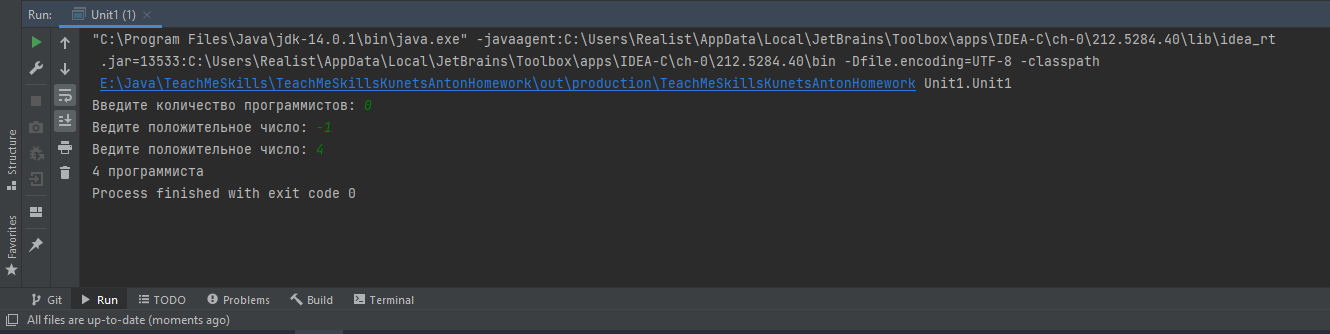 Run: Unit1 (1)
"C:\Program Files\Java\jdk-14.0.1\bin\java.exe" -javaagent:C:\Users\Realist\AppData\Local\JetBrains\Toolbox\apps\IDEA-C\ch-0\212.5284.40\lib\idea_rt
.jar=13533:C:\Users\Realist\AppData\Local\JetBrains\Toolbox\apps\IDEA-C\ch-0\212.5284.40\bin -Dfile.encoding=UTF-8 -classpath
E:\Java\TeachMeSkills\TeachMeSkillsKunetsAntonHomework\out\production\TeachMeSkillsKunetsAntonHomework Unit1.Unit1
Введите количество программистов: 0
Ведите положительное число: -1
Ведите положительное число: 4
4 программиста
Process finished with exit code 0
Structure
Favorites
Git Run TODO Problems Build Terminal
All files are up-to-date (moments ago)